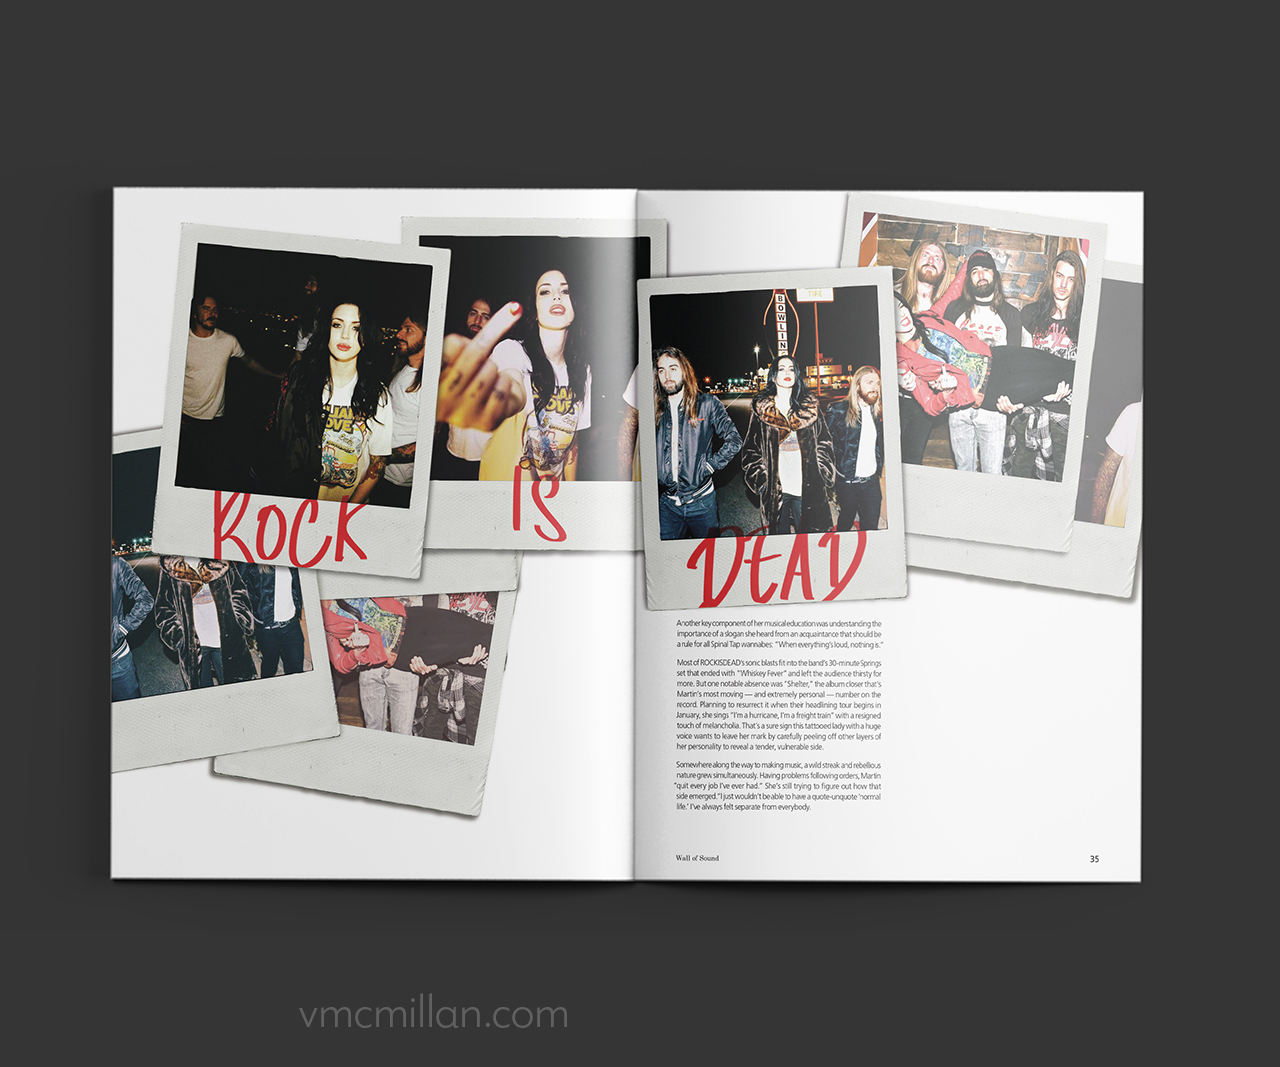 ROCK
IS
DEAD
BOWLING
TIRE
Another key component of her musical education was understanding the
importance of a slogan she heard from an acquaintance that should be
a rule for all Spinal Tap wannabes: "When everything's loud, nothing is."
Most of ROCKISDEAD's sonic blasts fit into the band's 30-minute Springs
set that ended with "Whiskey Fever" and left the audience thirsty for
more. But one notable absence was "Shelter," the album closer that's
Martin's most moving — and extremely personal — number on the
record. Planning to resurrect it when their headlining tour begins in
January, she sings "I'm a hurricane, I'm a freight train" with a resigned
touch of melancholia. That's a sure sign this tattooed lady with a huge
voice wants to leave her mark by carefully peeling off other layers of
her personality to reveal a tender, vulnerable side.
Somewhere along the way to making music, a wild streak and rebellious
nature grew simultaneously. Having problems following orders, Martin
"quit every job I've ever had." She's still trying to figure out how that
side emerged."I just wouldn't be able to have a quote-unquote 'normal
life.' I've always felt separate from everybody.
Wall of Sound
35
vmcmillan.com